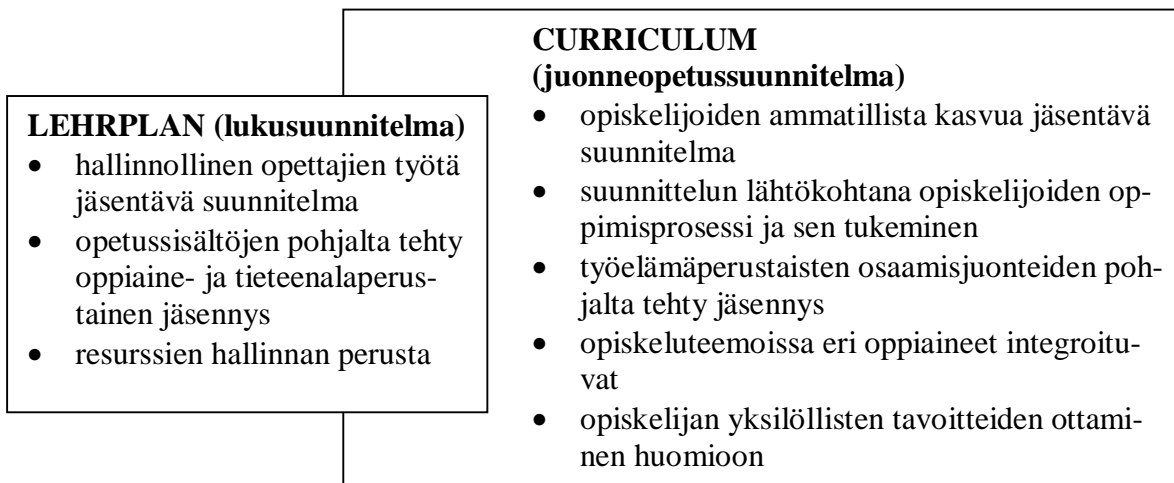 LEHRPLAN (lukusuunnitelma)
• hallinnollinen opettajien työtä
jäsentävä suunnitelma
• opetussisältöjen pohjalta tehty
oppiaine- ja tieteenalaperus-
tainen jäsennys
• resurssien hallinnan perusta
CURRICULUM
(juonneopetussuunnitelma)
• opiskelijoiden ammatillista kasvua jäsentävä
suunnitelma
• suunnittelun lähtökohtana opiskelijoiden op-
pimisprosessi ja sen tukeminen
• työelämäperustaisten osaamisjuonteiden poh-
jalta tehty jäsennys
• opiskeluteemoissa eri oppiaineet integroitu-
vat
• opiskelijan yksilöllisten tavoitteiden ottami-
nen huomioon